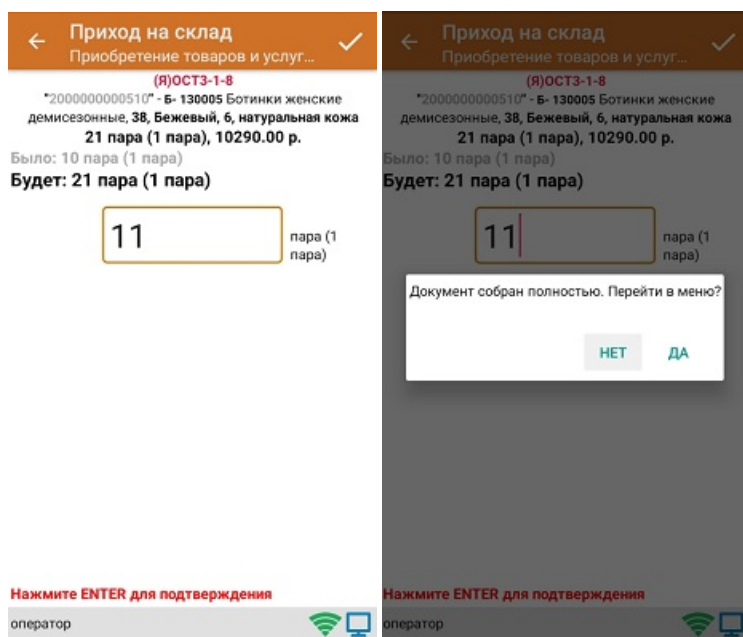 Приход на склад
Приобретение товаров и услуг...
(Я)ОСТ3-1-8
"2000000000510" - Б- 130005 Ботинки женские
демисезонные, 38, Бежевый, 6, натуральная кожа
21 пара (1 пара), 10290.00 р.
Было: 10 пара (1 пара)
Будет: 21 пара (1 пара)
11
пара (1
пара)
Нажмите ENTER для подтверждения
оператор
Приход на склад
Приобретение товаров и услуг...
(Я)ОСТ3-1-8
"2000000000510" - Б- 130005 Ботинки женские
демисезонные, 38, Бежевый, 6, натуральная кожа
21 пара (1 пара), 10290.00 р.
Было: 10 пара (1 пара)
Будет: 21 пара (1 пара)
11
пара (1
пара)
Документ собран полностью. Перейти в меню?
НЕТ ДА
Нажмите ENTER для подтверждения
оператор